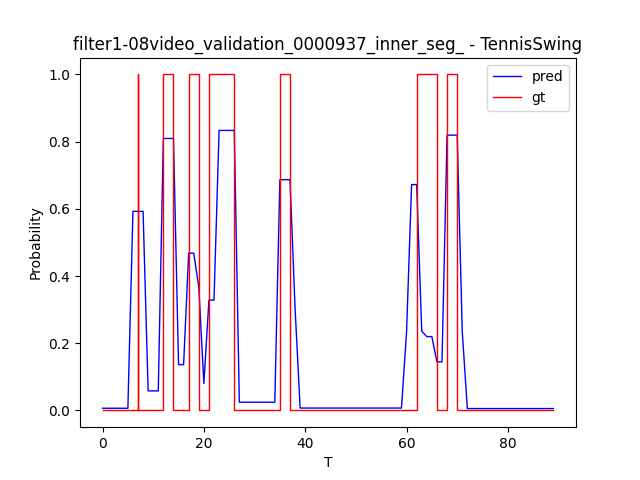 filter1-08video_validation_0000937_inner_seg_ - TennisSwing
pred
gt
1.0
0.8
0.6
0.4
0.2
0.0
Probability
0
20
40
60
80
T